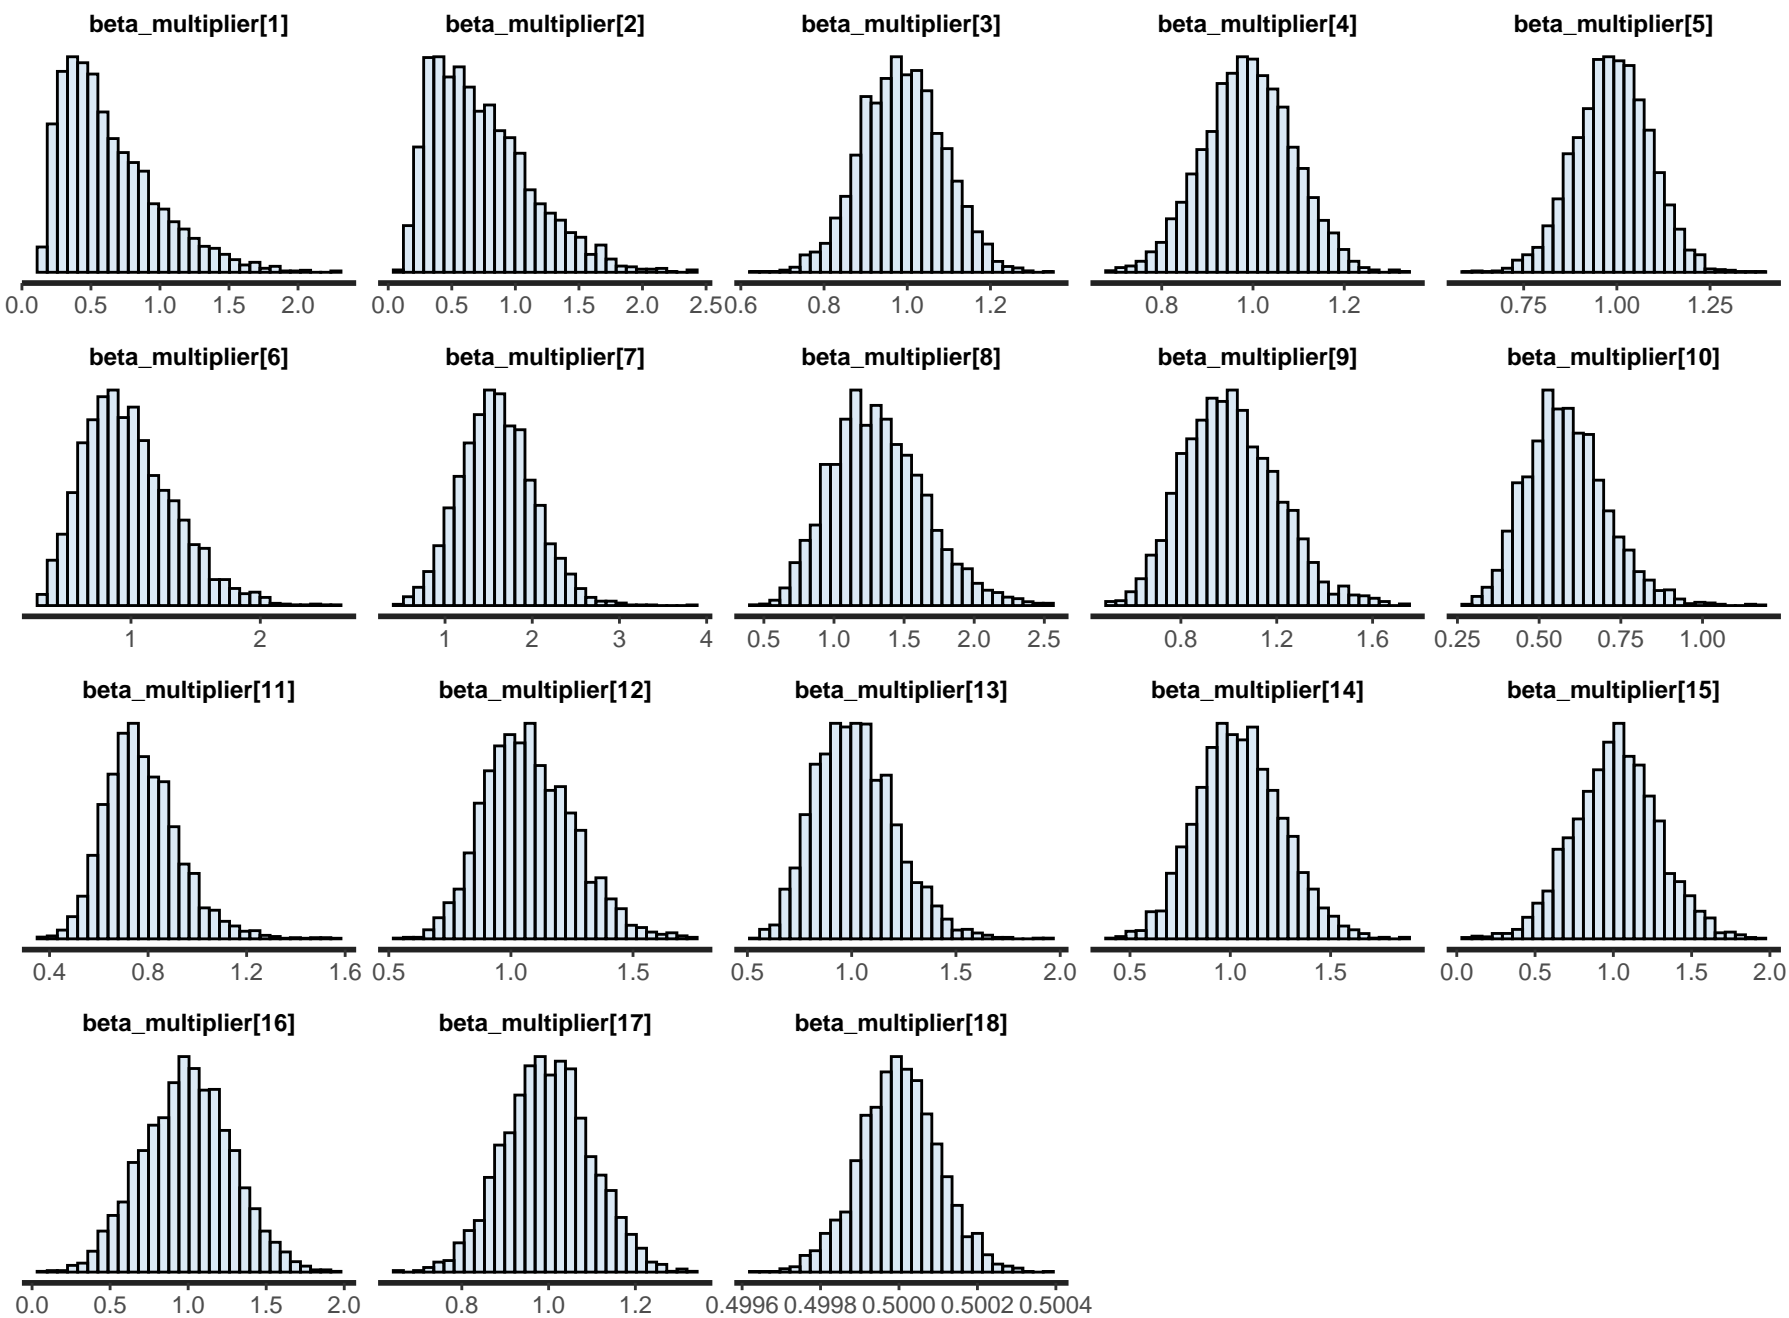 beta_multiplier[1] beta_multiplier[2] beta_multiplier[3] beta_multiplier[4] beta_multiplier[5]
0.0 0.5 1.0 1.5 2.0 0.0 0.5 1.0 1.5 2.0 2.5 0.6 0.8 1.0 1.2 0.8 1.0 1.2 0.75 1.00 1.25
beta_multiplier[6] beta_multiplier[7] beta_multiplier[8] beta_multiplier[9] beta_multiplier[10]
1 2 1 2 3 4 0.5 1.0 1.5 2.0 2.5 0.8 1.2 1.6 0.25 0.50 0.75 1.00
beta_multiplier[11] beta_multiplier[12] beta_multiplier[13] beta_multiplier[14] beta_multiplier[15]
0.4 0.8 1.2 1.6 0.5 1.0 1.5 0.5 1.0 1.5 2.0 0.5 1.0 1.5 0.0 0.5 1.0 1.5 2.0
beta_multiplier[16] beta_multiplier[17] beta_multiplier[18]
0.0 0.5 1.0 1.5 2.0 0.8 1.0 1.2 0.4996 0.4998 0.5000 0.5002 0.5004